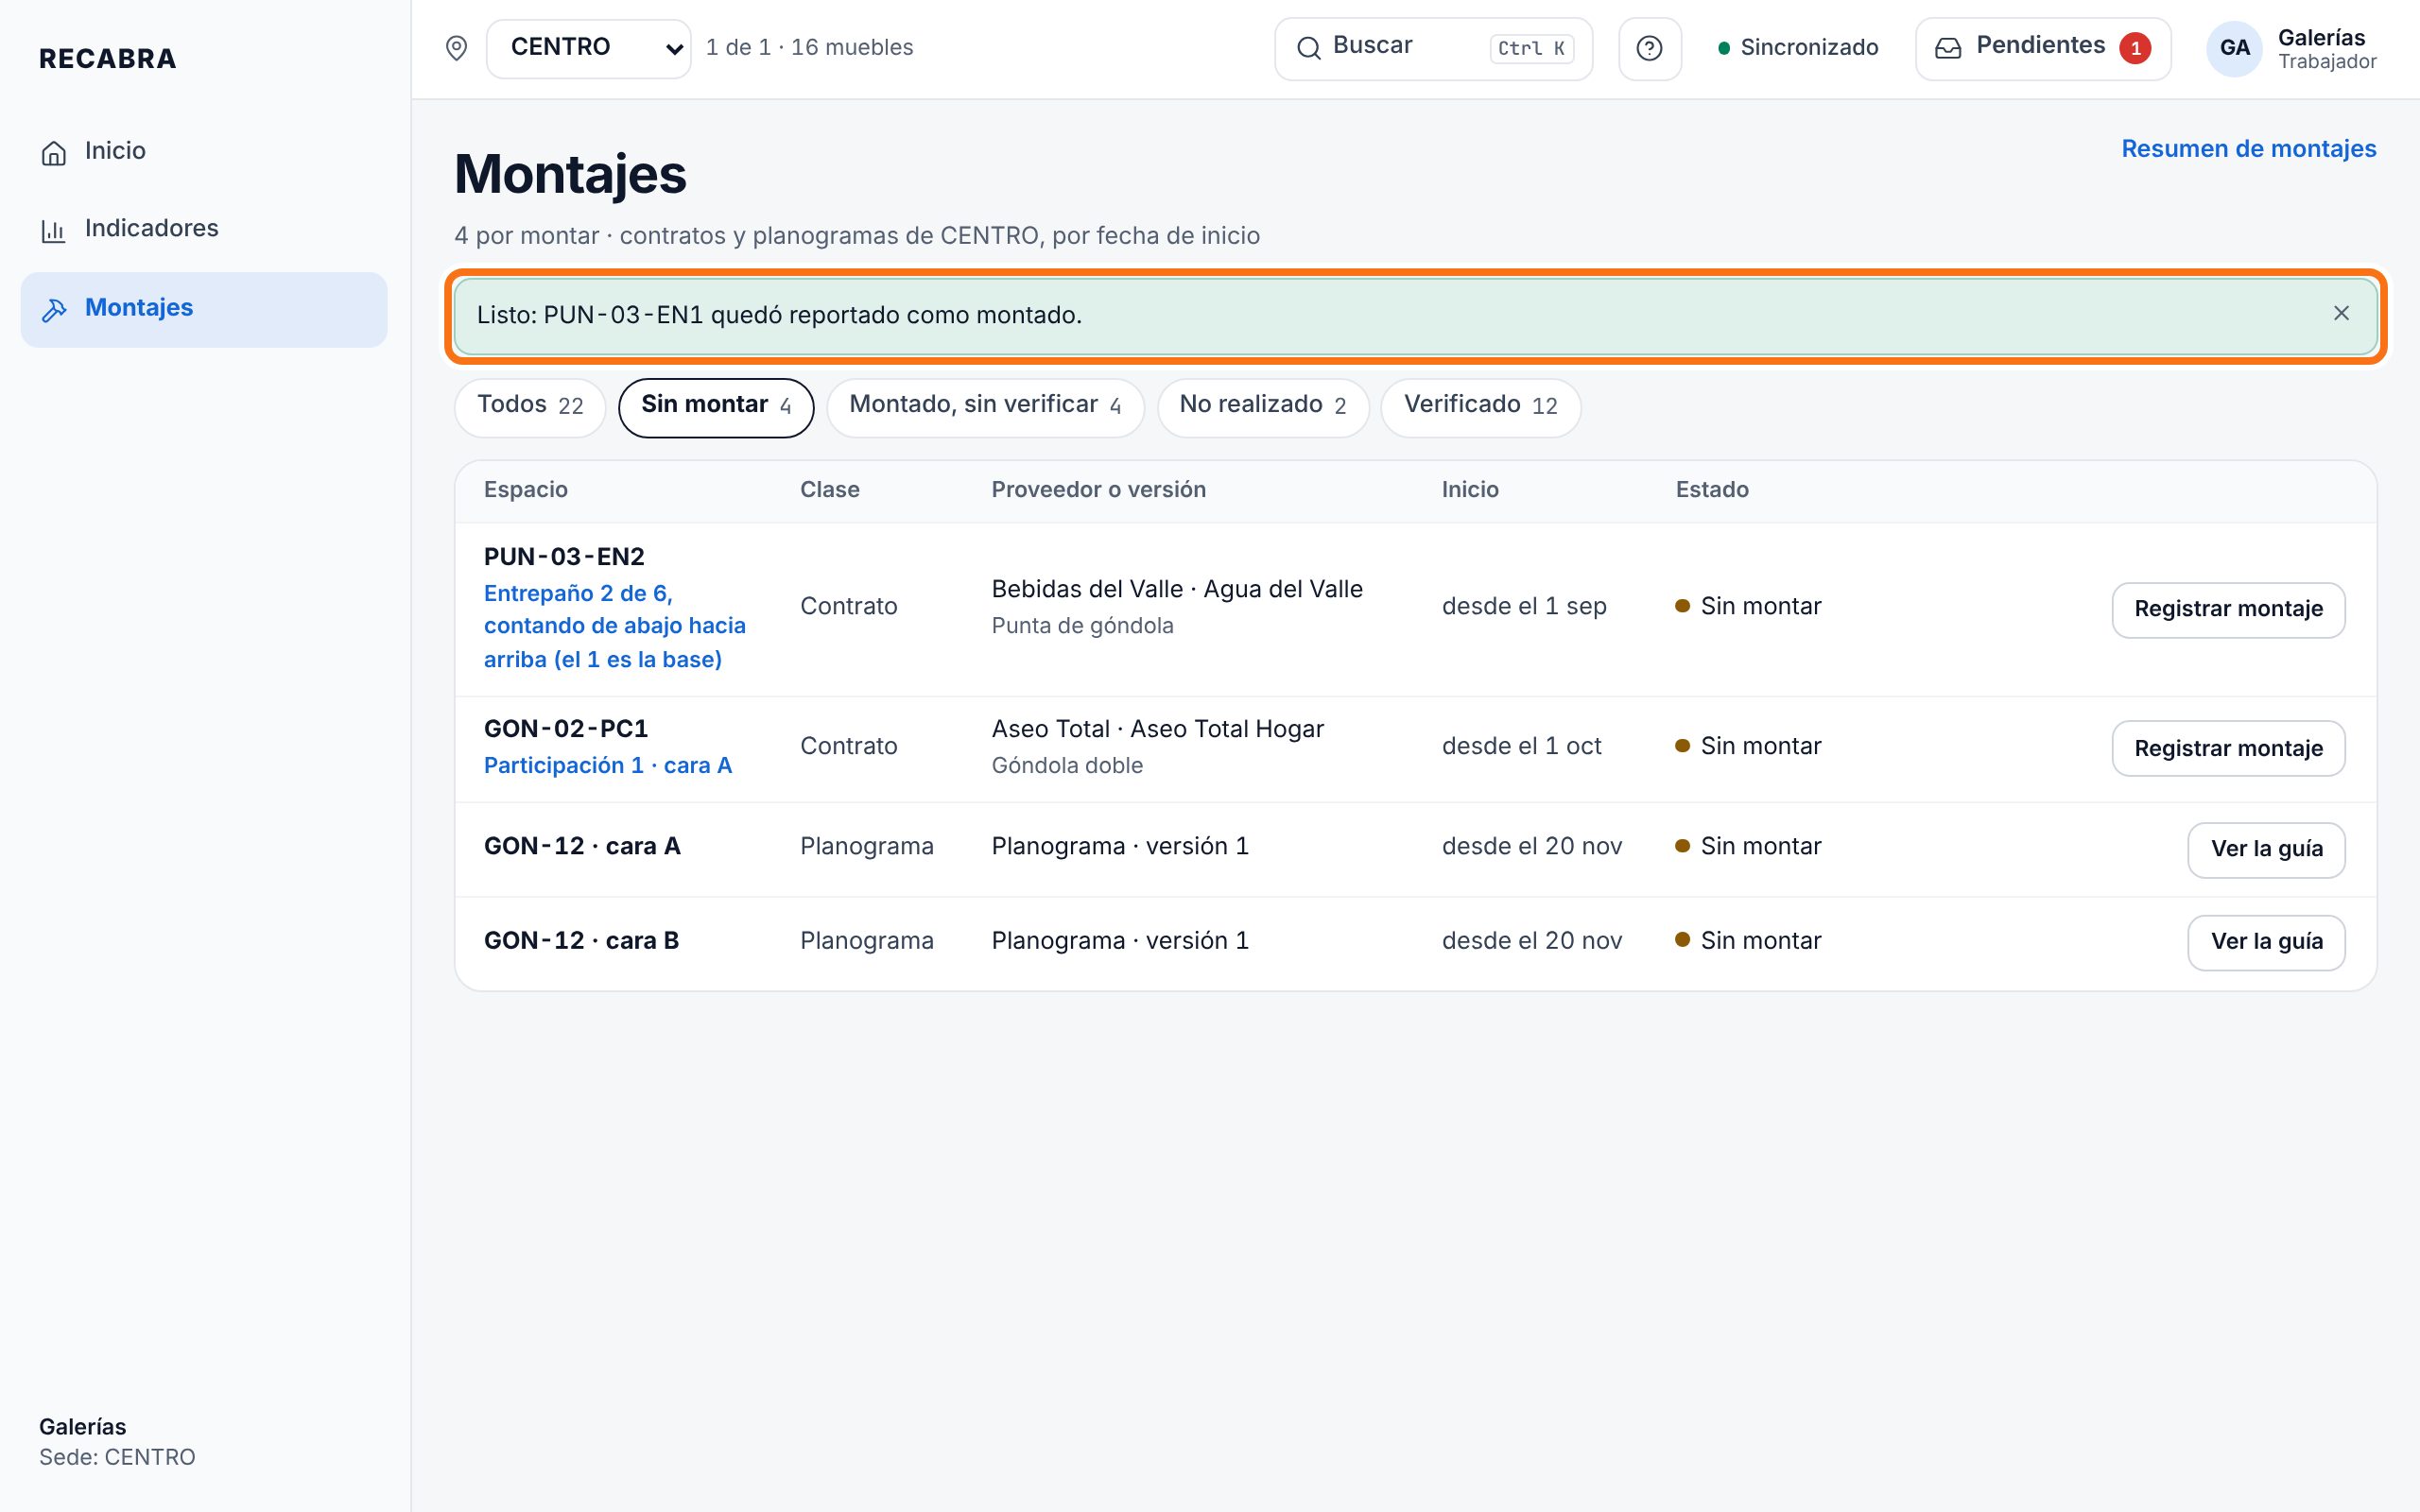 RECABRA
CENTRO
1 de 1 · 16 muebles
Buscar
Ctrl K
Sincronizado
Pendientes
1
GA
Galerías
Trabajador
Inicio
Indicadores
Montajes
Montajes
Resumen de montajes
4 por montar · contratos y planogramas de CENTRO, por fecha de inicio
Listo: PUN-03-EN1 quedó reportado como montado.
Todos 22
Sin montar 4
Montado, sin verificar 4
No realizado 2
Verificado 12
Espacio
Clase
Proveedor o versión
Inicio
Estado
PUN-03-EN2
Entrepaño 2 de 6,
contando de abajo hacia
arriba (el 1 es la base)
Contrato
Bebidas del Valle · Agua del Valle
Punta de góndola
desde el 1 sep
Sin montar
Registrar montaje
GON-02-PC1
Participación 1 · cara A
Contrato
Aseo Total · Aseo Total Hogar
Góndola doble
desde el 1 oct
Sin montar
Registrar montaje
GON-12 · cara A
Planograma
Planograma · versión 1
desde el 20 nov
Sin montar
Ver la guía
GON-12 · cara B
Planograma
Planograma · versión 1
desde el 20 nov
Sin montar
Ver la guía
Galerías
Sede: CENTRO